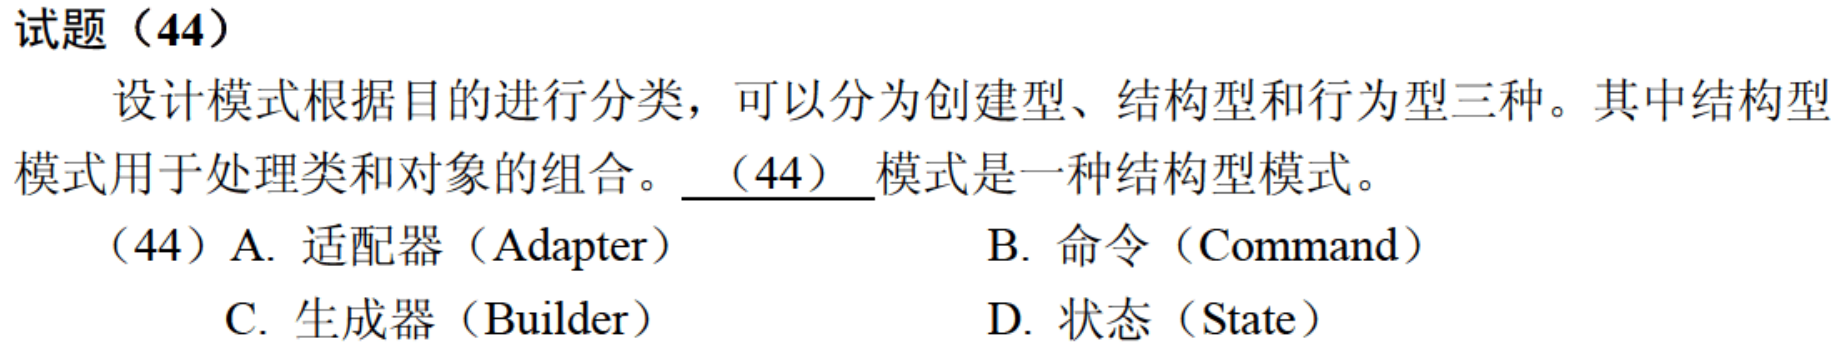 试题（44）
设计模式根据目的进行分类，可以分为创建型、结构型和行为型三种。其中结构型
模式用于处理类和对象的组合。 （44） 模式是一种结构型模式。
（44）A. 适配器（Adapter） B. 命令（Command）
C. 生成器（Builder） D. 状态（State）